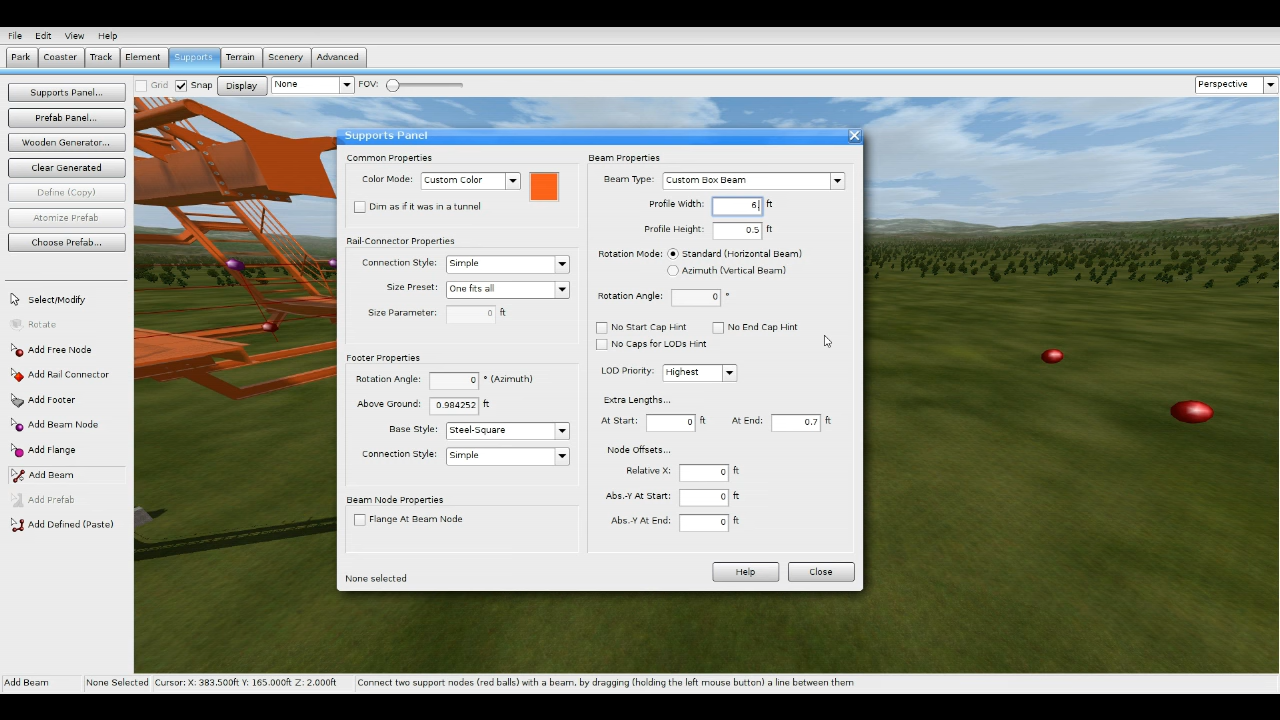 File Edit View Help
Park Coaster Track Element Supports Terrain Scenery Advanced
Supports Panel... Grid Snap Display None FOV: Perspective
Prefab Panel...
Wooden Generator...
Clear Generated
Define (Copy)
Atomize Prefab
Choose Prefab...
Select/Modify
Rotate
Add Free Node
Add Rail Connector
Add Footer
Add Beam Node
Add Flange
Add Beam
Add Prefab
Add Defined (Paste)
Supports Panel
Common Properties
Color Mode: Custom Color
Dim as if it was in a tunnel
Rail-Connector Properties
Connection Style: Simple
Size Preset: One fits all
Size Parameter: 0 ft
Footer Properties
Rotation Angle: 0 ° (Azimuth)
Above Ground: 0.984252 ft
Base Style: Steel-Square
Connection Style: Simple
Beam Node Properties
Flange At Beam Node
None selected
Beam Properties
Beam Type: Custom Box Beam
Profile Width: 6 ft
Profile Height: 0.5 ft
Rotation Mode: Standard (Horizontal Beam)
Azimuth (Vertical Beam)
Rotation Angle: 0 °
No Start Cap Hint No End Cap Hint
No Caps for LODs Hint
LOD Priority: Highest
Extra Lengths...
At Start: 0 ft At End: 0.7 ft
Node Offsets...
Relative X: 0 ft
Abs.-Y At Start: 0 ft
Abs.-Y At End: 0 ft
Help Close
Add Beam None Selected Cursor: X: 383.500ft Y: 165.000ft Z: 2.000ft Connect two support nodes (red balls) with a beam, by dragging (holding the left mouse button) a line between them